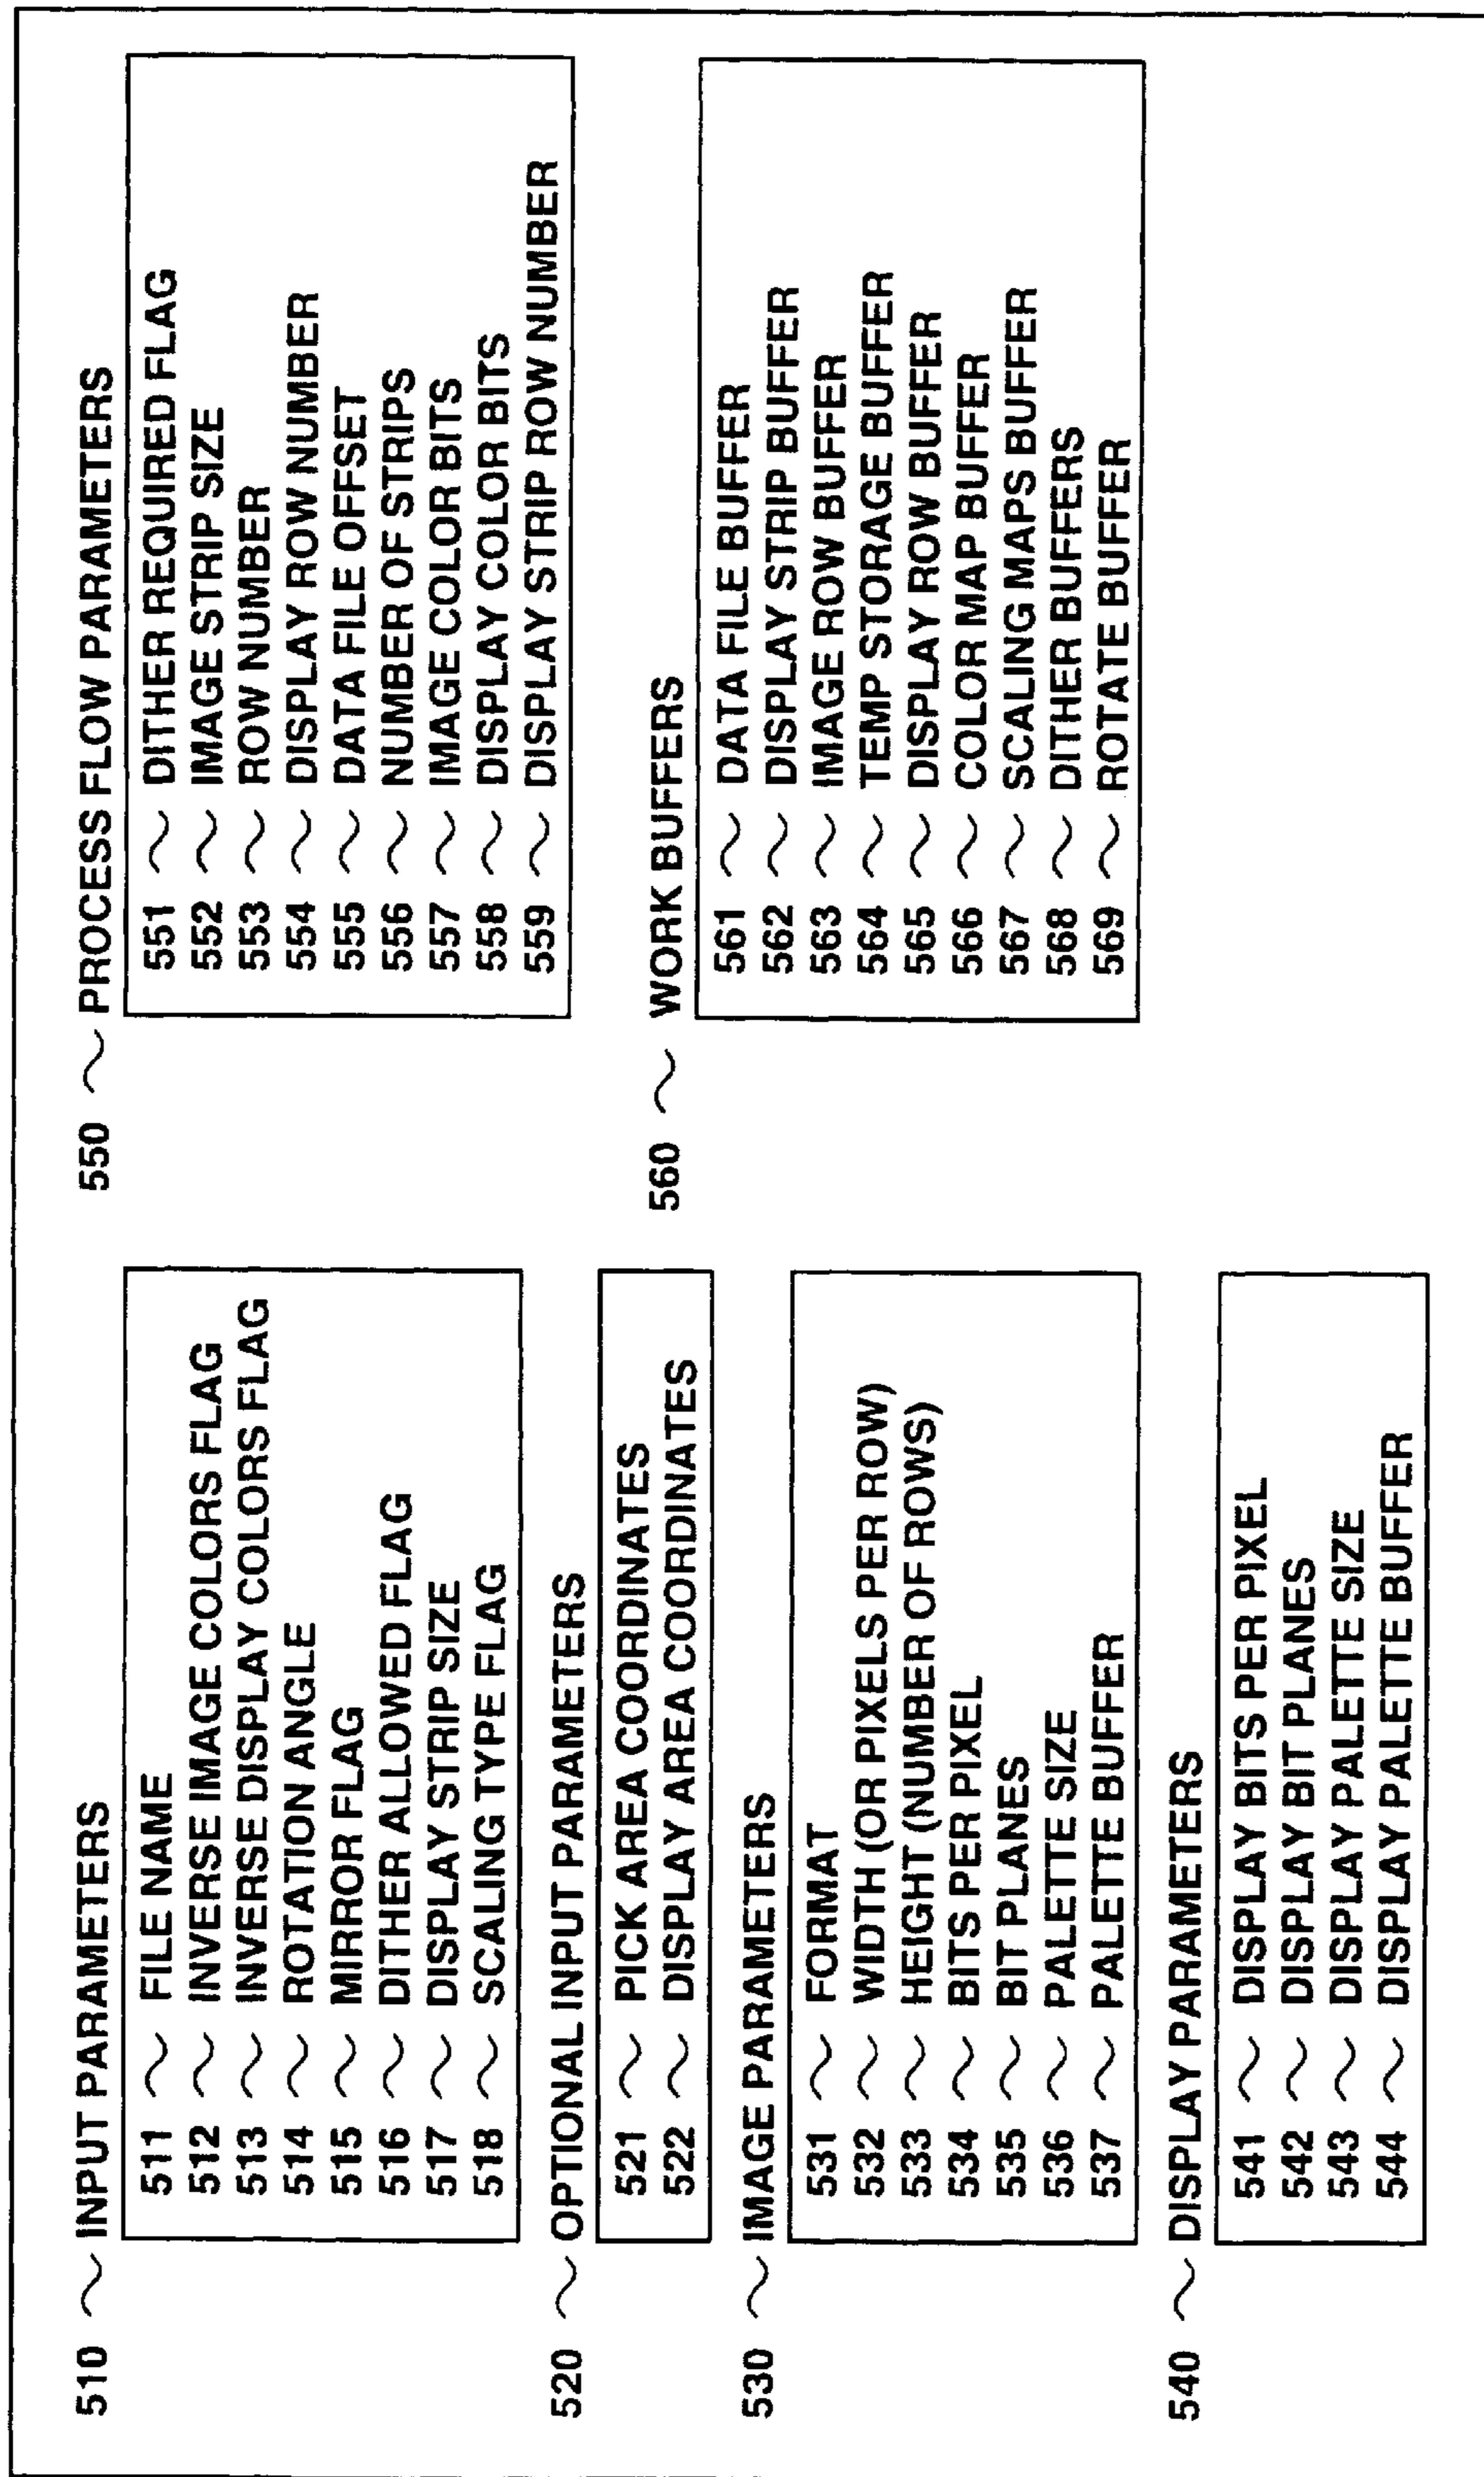 510 ~ INPUT PARAMETERS
511 ~ FILE NAME
512 ~ INVERSE IMAGE COLORS FLAG
513 ~ INVERSE DISPLAY COLORS FLAG
514 ~ ROTATION ANGLE
515 ~ MIRROR FLAG
516 ~ DITHER ALLOWED FLAG
517 ~ DISPLAY STRIP SIZE
518 ~ SCALING TYPE FLAG
520 ~ OPTIONAL INPUT PARAMETERS
521 ~ PICK AREA COORDINATES
522 ~ DISPLAY AREA COORDINATES
530 ~ IMAGE PARAMETERS
531 ~ FORMAT
532 ~ WIDTH (OR PIXELS PER ROW)
533 ~ HEIGHT (NUMBER OF ROWS)
534 ~ BITS PER PIXEL
535 ~ BIT PLANES
536 ~ PALETTE SIZE
537 ~ PALETTE BUFFER
540 ~ DISPLAY PARAMETERS
541 ~ DISPLAY BITS PER PIXEL
542 ~ DISPLAY BIT PLANES
543 ~ DISPLAY PALETTE SIZE
544 ~ DISPLAY PALETTE BUFFER
550 ~ PROCESS FLOW PARAMETERS
551 ~ DITHER REQUIRED FLAG
552 ~ IMAGE STRIP SIZE
553 ~ ROW NUMBER
554 ~ DISPLAY ROW NUMBER
555 ~ DATA FILE OFFSET
556 ~ NUMBER OF STRIPS
557 ~ IMAGE COLOR BITS
558 ~ DISPLAY COLOR BITS
559 ~ DISPLAY STRIP ROW NUMBER
560 ~ WORK BUFFERS
561 ~ DATA FILE BUFFER
562 ~ DISPLAY STRIP BUFFER
563 ~ IMAGE ROW BUFFER
564 ~ TEMP STORAGE BUFFER
565 ~ DISPLAY ROW BUFFER
566 ~ COLOR MAP BUFFER
567 ~ SCALING MAPS BUFFER
568 ~ DITHER BUFFERS
569 ~ ROTATE BUFFER